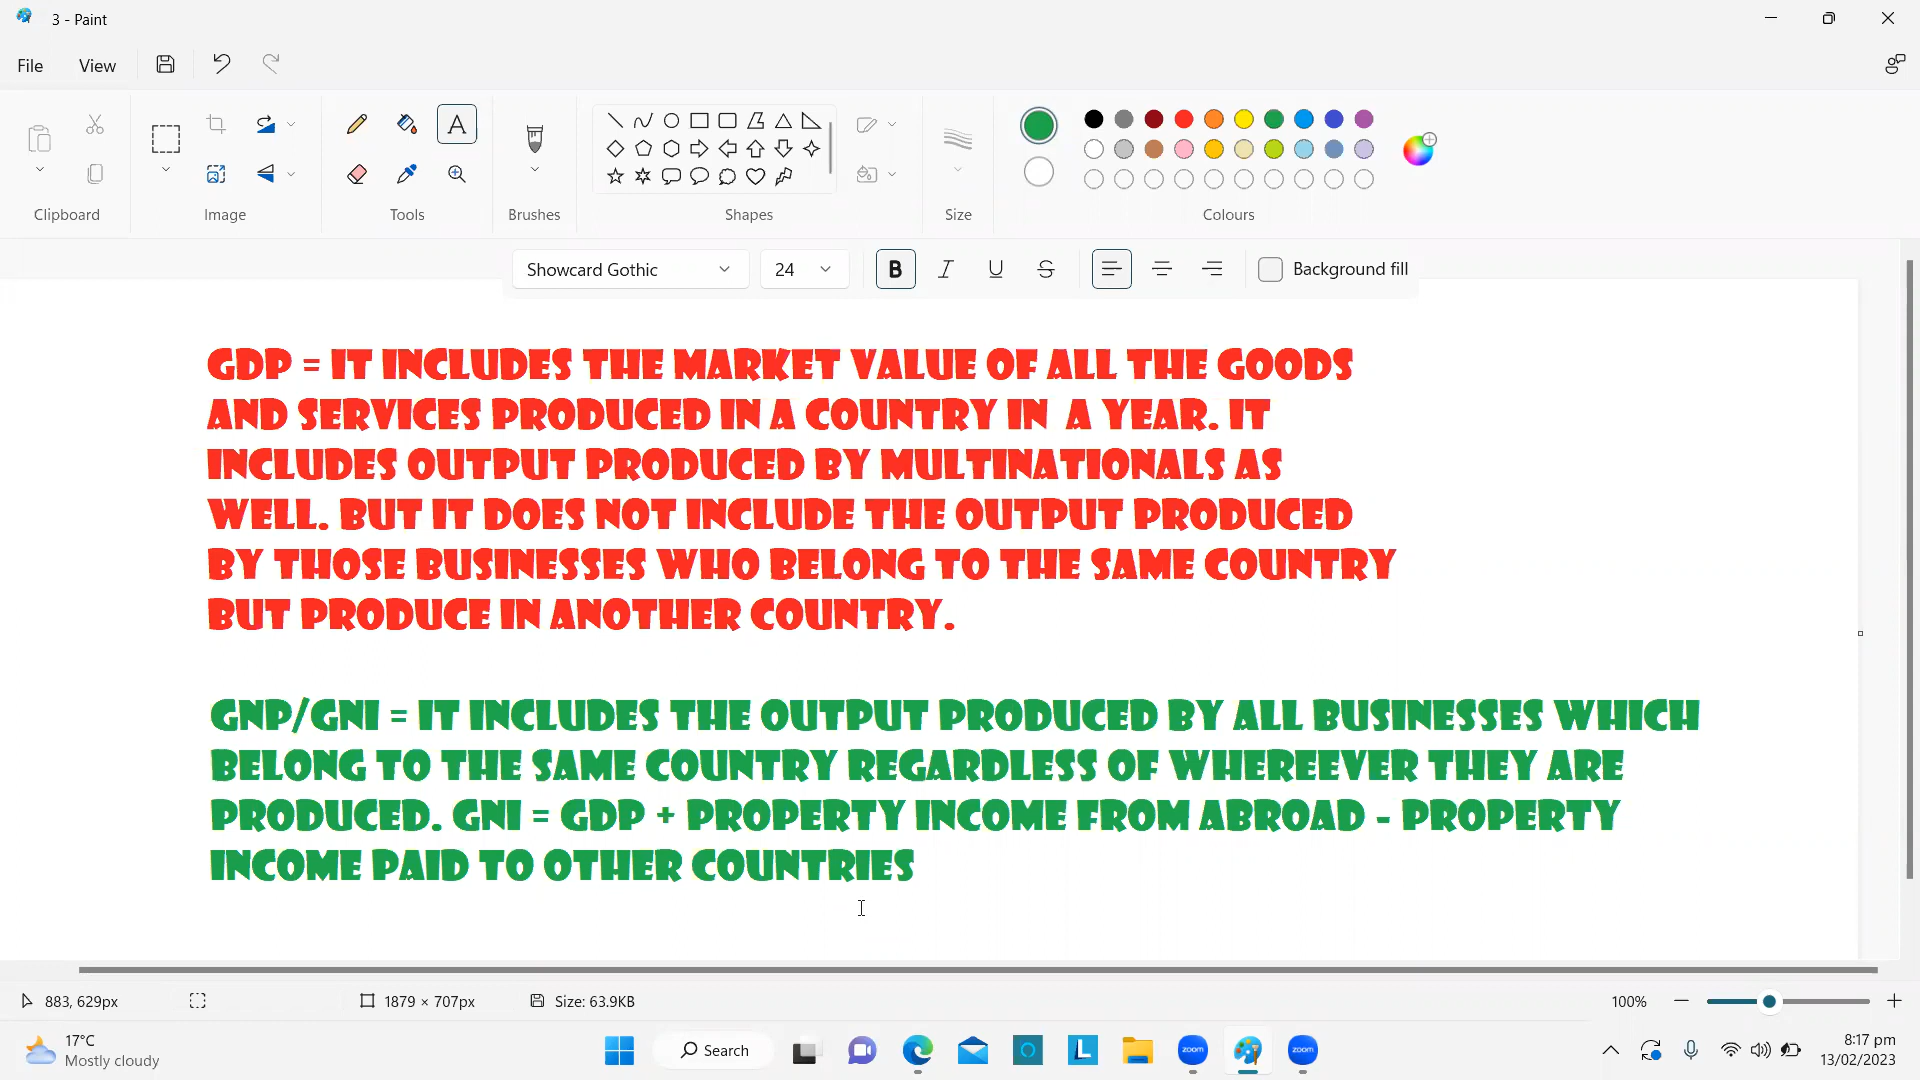 3 - Paint
File View
Clipboard Image Tools Brushes Shapes Size Colours
Showcard Gothic 24 B I U S Background fill
GDP = IT INCLUDES THE MARKET VALUE OF ALL THE GOODS
AND SERVICES PRODUCED IN A COUNTRY IN A YEAR. IT
INCLUDES OUTPUT PRODUCED BY MULTINATIONALS AS
WELL. BUT IT DOES NOT INCLUDE THE OUTPUT PRODUCED
BY THOSE BUSINESSES WHO BELONG TO THE SAME COUNTRY
BUT PRODUCE IN ANOTHER COUNTRY.
GNP/GNI = IT INCLUDES THE OUTPUT PRODUCED BY ALL BUSINESSES WHICH
BELONG TO THE SAME COUNTRY REGARDLESS OF WHEREEVER THEY ARE
PRODUCED. GNI = GDP + PROPERTY INCOME FROM ABROAD - PROPERTY
INCOME PAID TO OTHER COUNTRIES
883, 629px 1879 × 707px Size: 63.9KB 100%
17°C
Mostly cloudy
Search
zoom zoom
8:17 pm
13/02/2023